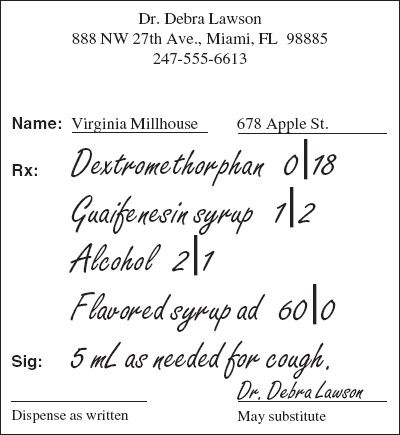 Dr. Debra Lawson
888 NW 27th Ave., Miami, FL 98885
247-555-6613
Name: Virginia Millhouse 678 Apple St.
Rx: Dextromethorphan 0|18
Guaifenesin syrup 1|2
Alcohol 2|1
Flavored syrup ad 60|0
Sig: 5 mL as needed for cough.
Dr. Debra Lawson
Dispense as written May substitute